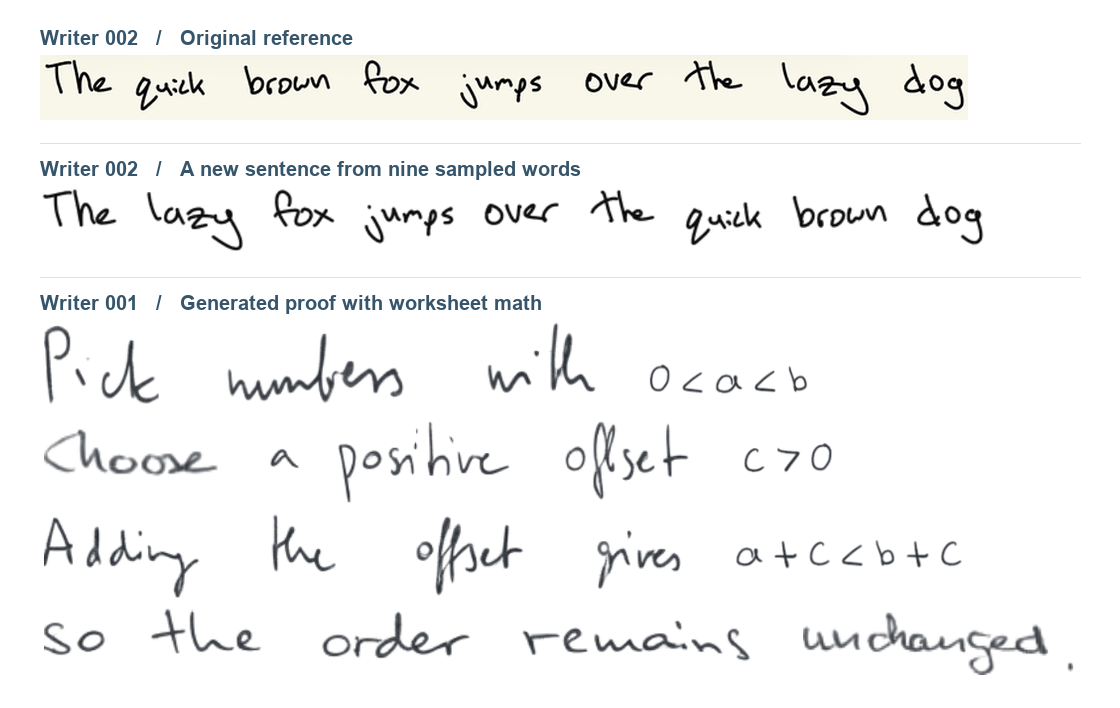 Writer 002 / Original reference
The quick brown fox jumps over the lazy dog
Writer 002 / A new sentence from nine sampled words
The lazy fox jumps over the quick brown dog
Writer 001 / Generated proof with worksheet math
Pick numbers with 0 < a < b
Choose a positive offset c > 0
Adding the offset gives a + c < b + c
so the order remains unchanged.